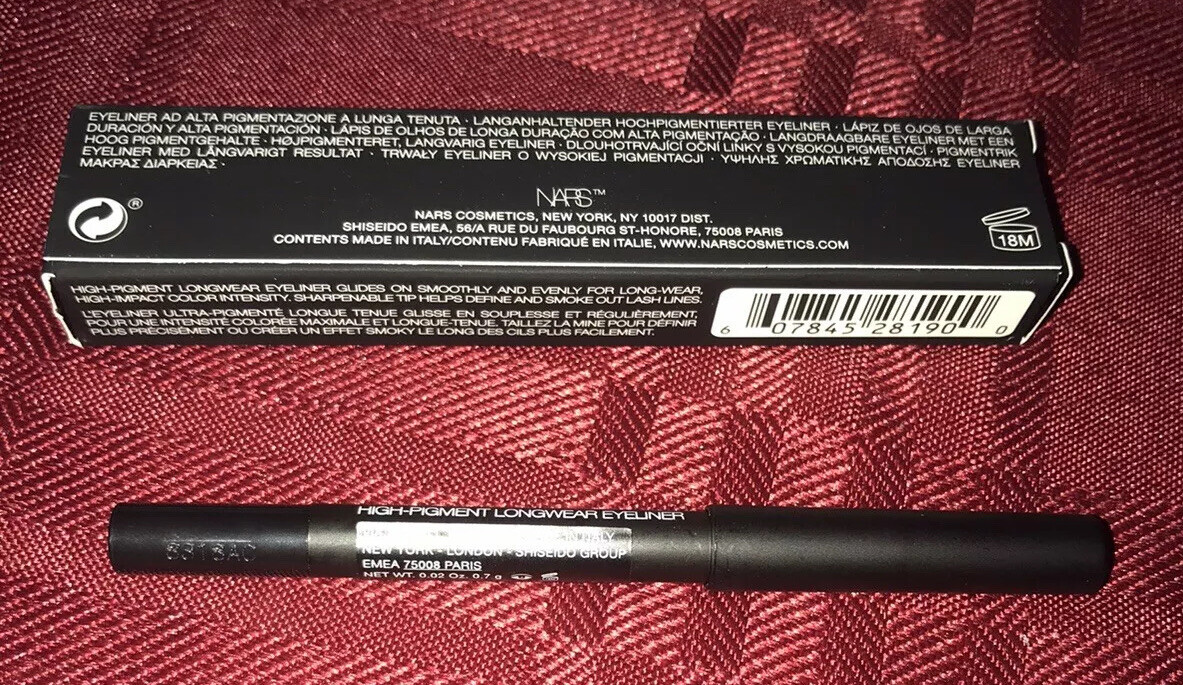 EYELINER AD ALTA PIGMENTAZIONE A LUNGA TENUTA · LANGANHALTENDER HOCHPIGMENTIERTER EYELINER · LÁPIZ DE OJOS DE LARGA
DURACIÓN Y ALTA PIGMENTACIÓN · LÁPIS DE OLHOS DE LONGA DURAÇÃO COM ALTA PIGMENTAÇÃO · LANGDRAAGBARE EYELINER MET EEN
HOOG PIGMENTGEHALTE · HØJPIGMENTERET, LANGVARIG EYELINER · DLOUHOTRVAJÍCÍ OČNÍ LINKY S VYSOKOU PIGMENTACÍ · PIGMENTRIK
EYELINER MED LÅNGVARIGT RESULTAT · TRWAŁY EYELINER O WYSOKIEJ PIGMENTACJI · ΥΨΗΛΗΣ ΧΡΩΜΑΤΙΚΗΣ ΑΠΟΔΟΣΗΣ EYELINER
ΜΑΚΡΑΣ ΔΙΑΡΚΕΙΑΣ ·
®
NARS™
NARS COSMETICS, NEW YORK, NY 10017 DIST.
SHISEIDO EMEA, 56/A RUE DU FAUBOURG ST-HONORE, 75008 PARIS
CONTENTS MADE IN ITALY/CONTENU FABRIQUÉ EN ITALIE, WWW.NARSCOSMETICS.COM
18M
HIGH-PIGMENT LONGWEAR EYELINER GLIDES ON SMOOTHLY AND EVENLY FOR LONG-WEAR,
HIGH-IMPACT COLOR INTENSITY. SHARPENABLE TIP HELPS DEFINE AND SMOKE OUT LASH LINES.
L'EYELINER ULTRA-PIGMENTÉ LONGUE TENUE GLISSE EN SOUPLESSE ET RÉGULIÈREMENT,
POUR UNE INTENSITÉ COLORÉE MAXIMALE ET LONGUE-TENUE. TAILLEZ LA MINE POUR DÉFINIR
PLUS PRÉCISÉMENT OU CRÉER UN EFFET SMOKY LE LONG DES CILS PLUS FACILEMENT.
6 07845 28190 0
HIGH-PIGMENT LONGWEAR EYELINER
ITALY
NEW YORK - LONDON - SHISEIDO GROUP
EMEA 75008 PARIS
NET WT. 0.02 Oz. 0.7 g